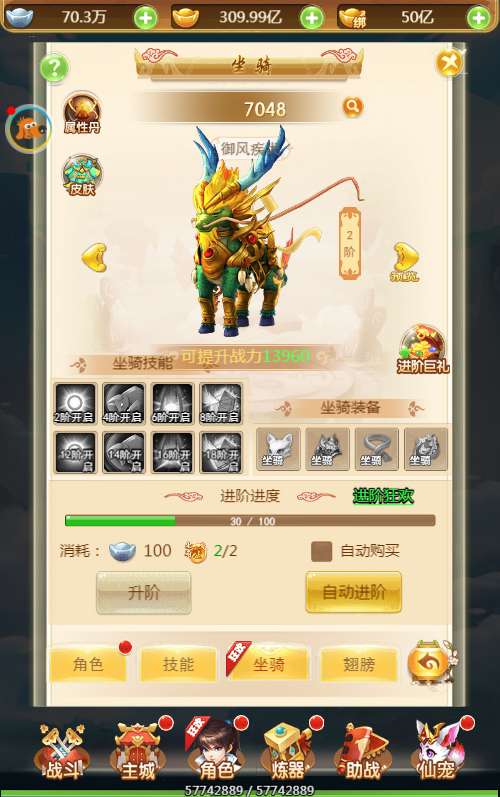 70.3万
309.99亿
绑
50亿
?
坐骑
7048
属性丹
御风疾
皮肤
2
阶
进阶巨礼
坐骑技能
可提升战力13960
2阶开启
4阶开启
6阶开启
8阶开启
坐骑装备
12阶开启
14阶开启
16阶开启
18阶开启
坐骑
坐骑
坐骑
坐骑
进阶进度
进阶狂欢
30 / 100
消耗：
100
2/2
自动购买
升阶
自动进阶
角色
技能
狂欢
坐骑
翅膀
战斗
主城
狂欢
角色
炼器
助战
仙宠
57742889 / 57742889